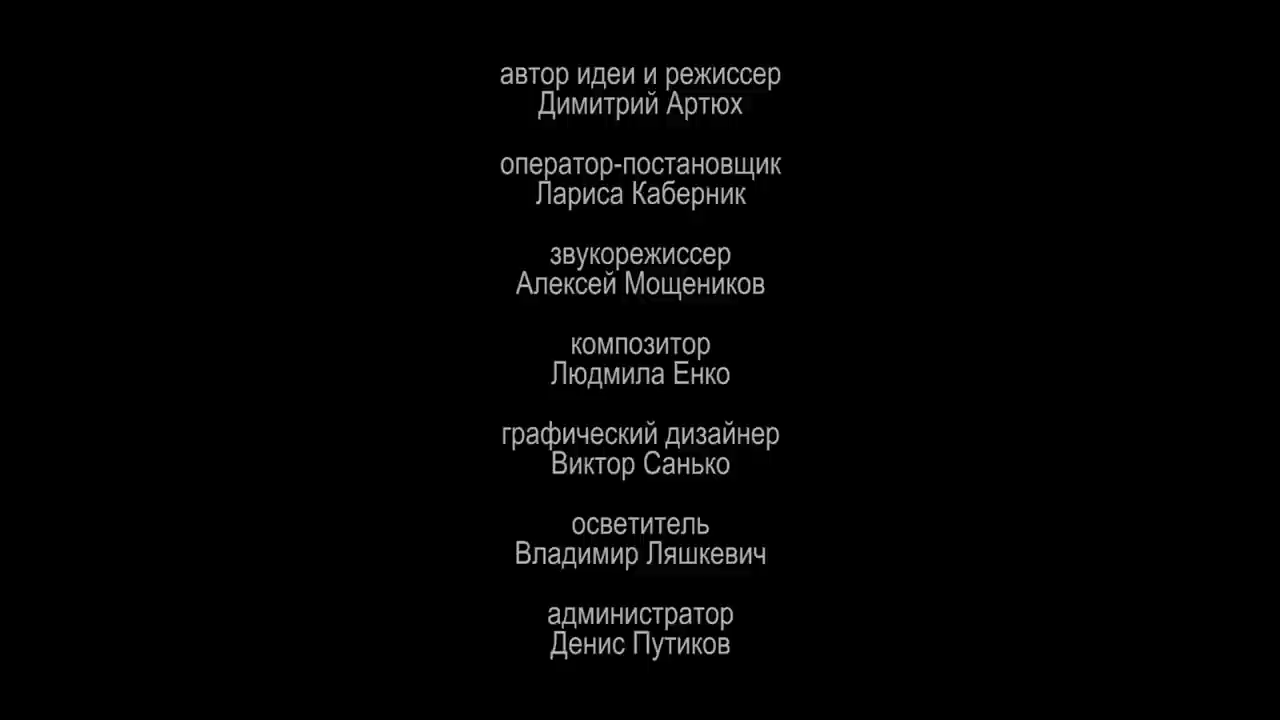 автор идеи и режиссер
Димитрий Артюх
оператор-постановщик
Лариса Каберник
звукорежиссер
Алексей Мощеников
композитор
Людмила Енко
графический дизайнер
Виктор Санько
осветитель
Владимир Ляшкевич
администратор
Денис Путиков